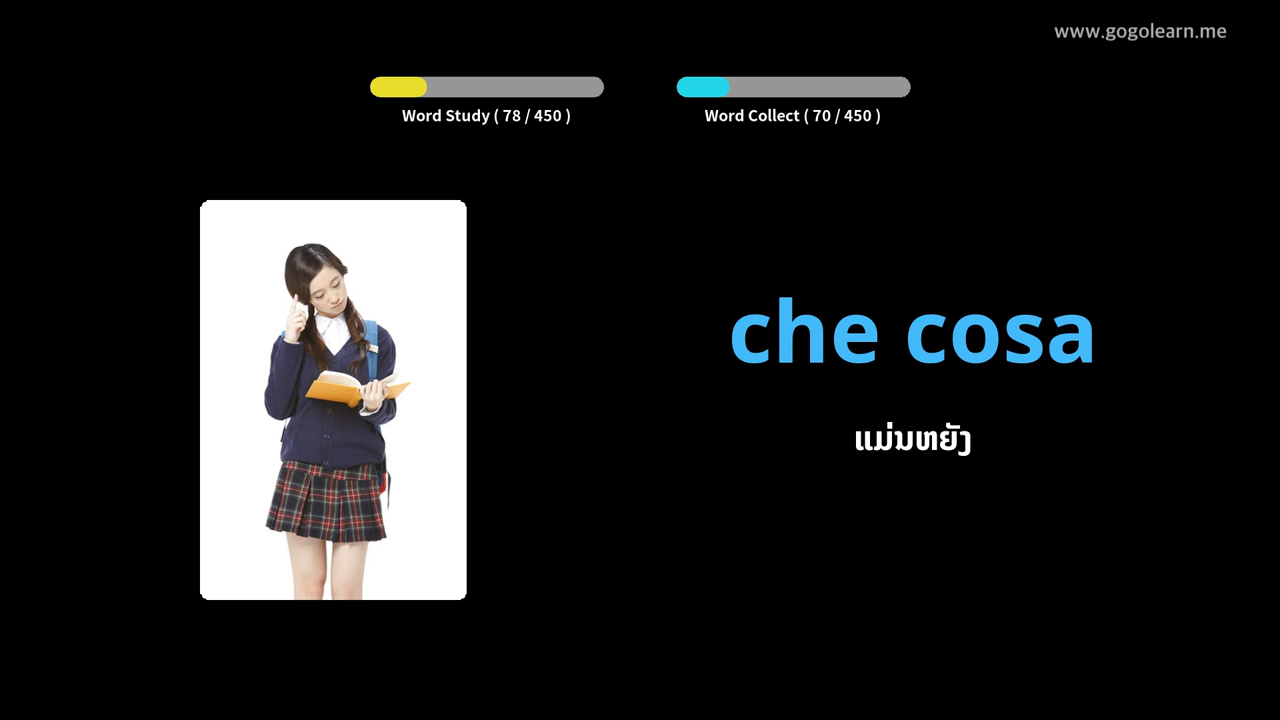 www.gogolearn.me
Word Study ( 78 / 450 )
Word Collect ( 70 / 450 )
che cosa
ແມ່ນຫຍັງ